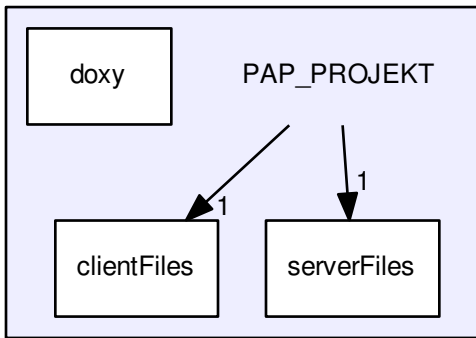 doxy
PAP_PROJEKT
1
1
clientFiles
serverFiles